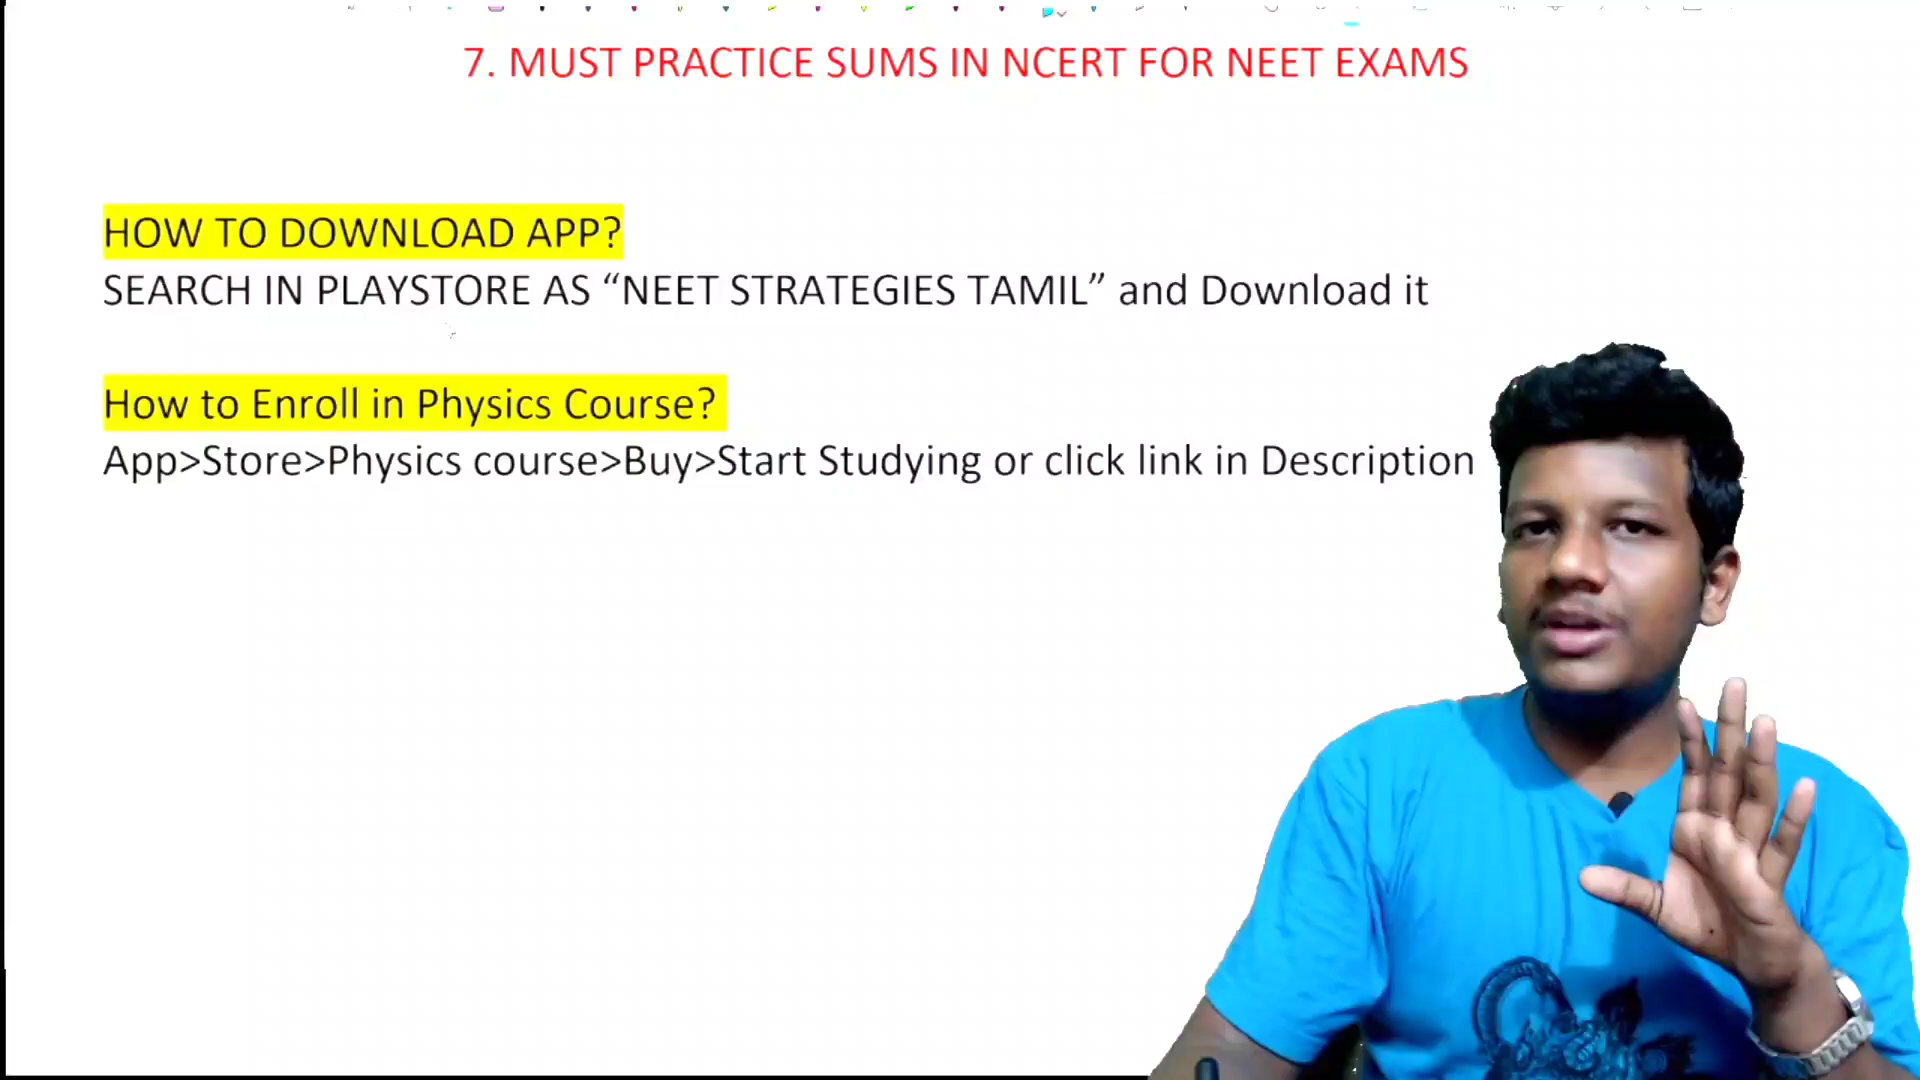 7. MUST PRACTICE SUMS IN NCERT FOR NEET EXAMS
HOW TO DOWNLOAD APP?
SEARCH IN PLAYSTORE AS “NEET STRATEGIES TAMIL” and Download it
How to Enroll in Physics Course?
App>Store>Physics course>Buy>Start Studying or click link in Description